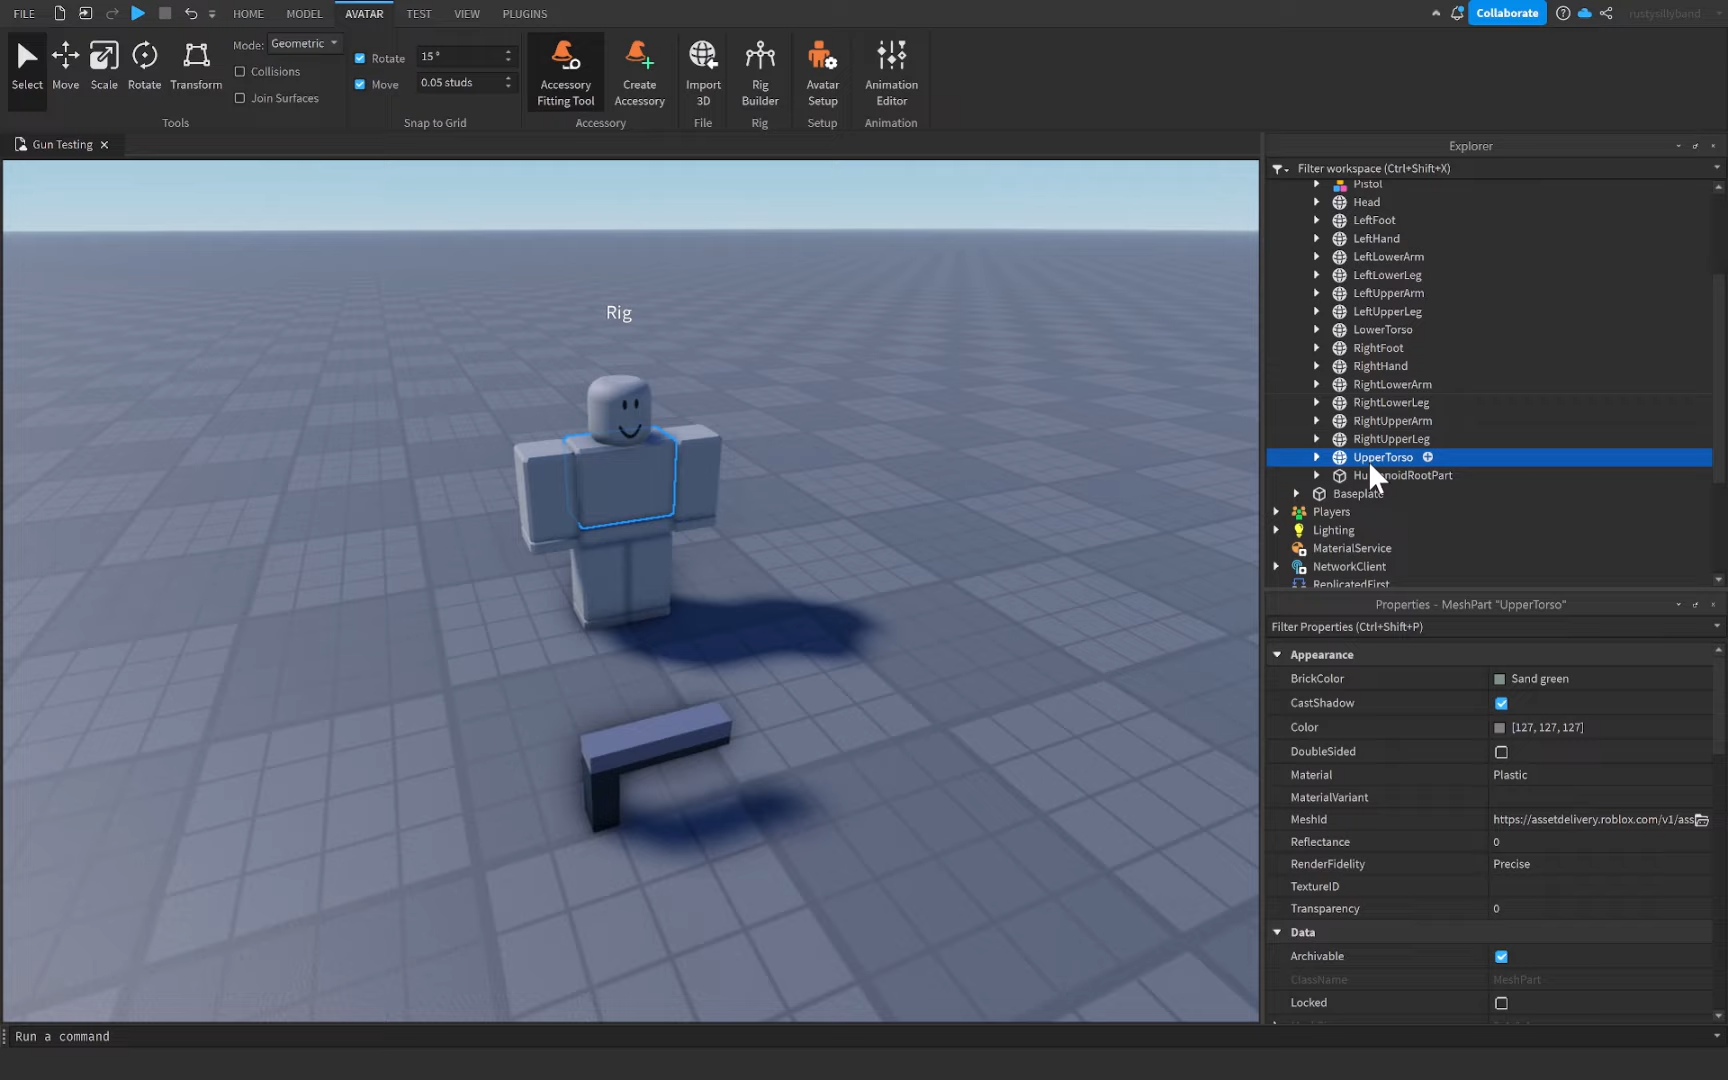 FILE HOME MODEL AVATAR TEST VIEW PLUGINS Collaborate rustysillyband
Select Move Scale Rotate Transform
Mode: Geometric
Collisions
Join Surfaces
Tools
Rotate 15°
Move 0.05 studs
Snap to Grid
Accessory Fitting Tool
Create Accessory
Accessory
Import 3D
File
Rig Builder
Rig
Avatar Setup
Setup
Animation Editor
Animation
Gun Testing
Rig
Explorer
Filter workspace (Ctrl+Shift+X)
Pistol
Head
LeftFoot
LeftHand
LeftLowerArm
LeftLowerLeg
LeftUpperArm
LeftUpperLeg
LowerTorso
RightFoot
RightHand
RightLowerArm
RightLowerLeg
RightUpperArm
RightUpperLeg
UpperTorso
HumanoidRootPart
Baseplate
Players
Lighting
MaterialService
NetworkClient
ReplicatedFirst
Properties - MeshPart "UpperTorso"
Filter Properties (Ctrl+Shift+P)
Appearance
BrickColor Sand green
CastShadow
Color [127, 127, 127]
DoubleSided
Material Plastic
MaterialVariant
MeshId https://assetdelivery.roblox.com/v1/ass
Reflectance 0
RenderFidelity Precise
TextureID
Transparency 0
Data
Archivable
ClassName MeshPart
Locked
Run a command